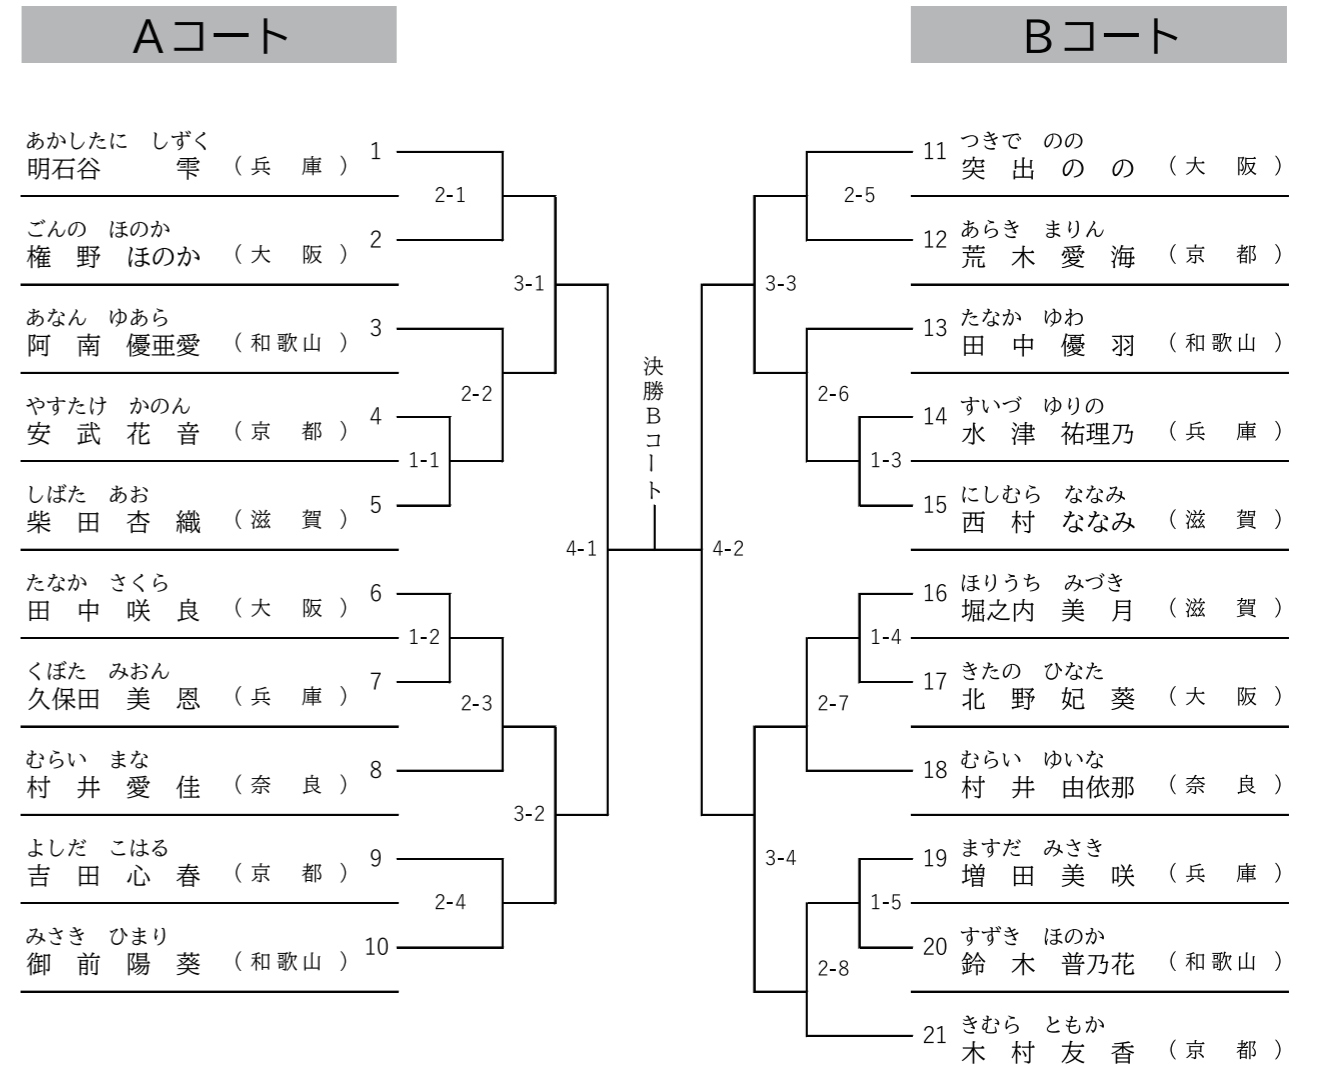 Aコート
あかしたに しずく
明石谷 雫 (兵 庫) 1
2-1
ごんの ほのか
権 野 ほのか (大 阪) 2
3-1
あなん ゆあら
阿 南 優亜愛 (和歌山) 3
2-2
やすたけ かのん
安 武 花 音 (京 都) 4
1-1
しばた あお
柴 田 杏 織 (滋 賀) 5
4-1
たなか さくら
田 中 咲 良 (大 阪) 6
1-2
くぼた みおん
久保田 美 恩 (兵 庫) 7
2-3
むらい まな
村 井 愛 佳 (奈 良) 8
3-2
よしだ こはる
吉 田 心 春 (京 都) 9
2-4
みさき ひまり
御 前 陽 葵 (和歌山) 10
決勝Bコート
Bコート
11 つきで のの
突 出 の の (大 阪)
2-5
12 あらき まりん
荒 木 愛 海 (京 都)
3-3
13 たなか ゆわ
田 中 優 羽 (和歌山)
2-6
14 すいづ ゆりの
水 津 祐理乃 (兵 庫)
1-3
15 にしむら ななみ
西 村 ななみ (滋 賀)
4-2
16 ほりうち みづき
堀之内 美 月 (滋 賀)
1-4
17 きたの ひなた
北 野 妃 葵 (大 阪)
2-7
18 むらい ゆいな
村 井 由依那 (奈 良)
3-4
19 ますだ みさき
増 田 美 咲 (兵 庫)
1-5
20 すずき ほのか
鈴 木 普乃花 (和歌山)
2-8
21 きむら ともか
木 村 友 香 (京 都)